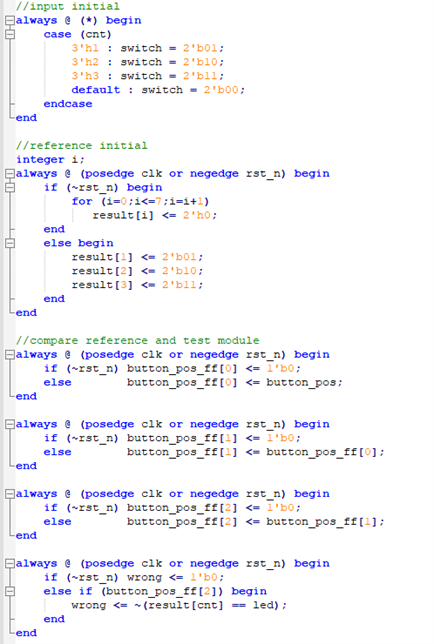 //input initial
always @ (*) begin
    case (cnt)
        3'h1 : switch = 2'b01;
        3'h2 : switch = 2'b10;
        3'h3 : switch = 2'b11;
        default : switch = 2'b00;
    endcase
end
//reference initial
integer i;
always @ (posedge clk or negedge rst_n) begin
    if (~rst_n) begin
        for (i=0;i<=7;i=i+1)
           result[i] <= 2'h0;
    end
    else begin
        result[1] <= 2'b01;
        result[2] <= 2'b10;
        result[3] <= 2'b11;
    end
end
//compare reference and test module
always @ (posedge clk or negedge rst_n) begin
    if (~rst_n) button_pos_ff[0] <= 1'b0;
    else        button_pos_ff[0] <= button_pos;
end
always @ (posedge clk or negedge rst_n) begin
    if (~rst_n) button_pos_ff[1] <= 1'b0;
    else        button_pos_ff[1] <= button_pos_ff[0];
end
always @ (posedge clk or negedge rst_n) begin
    if (~rst_n) button_pos_ff[2] <= 1'b0;
    else        button_pos_ff[2] <= button_pos_ff[1];
end
always @ (posedge clk or negedge rst_n) begin
    if (~rst_n) wrong <= 1'b0;
    else if (button_pos_ff[2]) begin
        wrong <= ~(result[cnt] == led);
    end
end